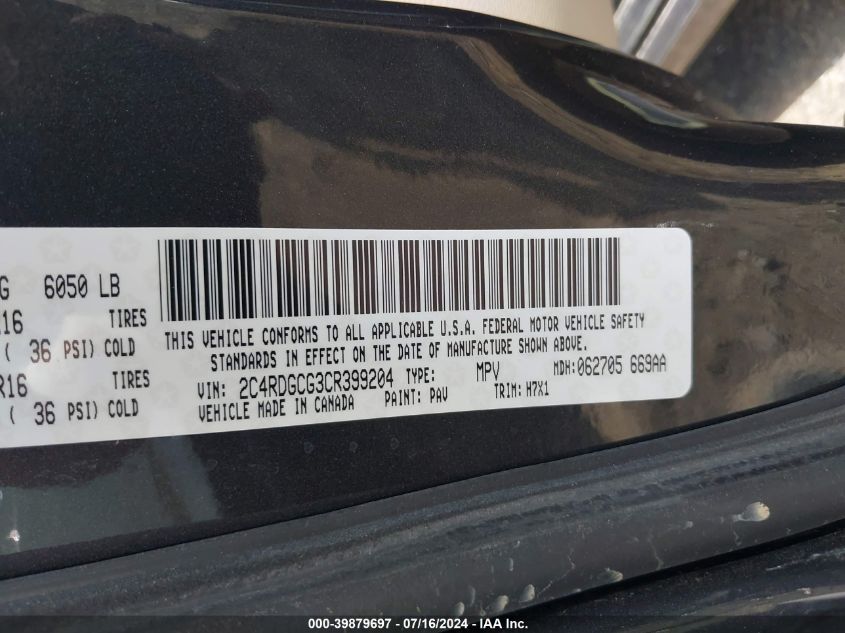 G 6050 LB
R16 TIRES
( 36 PSI) COLD
R16 TIRES
( 36 PSI) COLD
THIS VEHICLE CONFORMS TO ALL APPLICABLE U.S.A. FEDERAL MOTOR VEHICLE SAFETY
STANDARDS IN EFFECT ON THE DATE OF MANUFACTURE SHOWN ABOVE.
VIN: 2C4RDGCG3CR399204 TYPE: MPV MDH:062705 669AA
VEHICLE MADE IN CANADA PAINT: PAV TRIM: H7X1
000-39879697 - 07/16/2024 - IAA Inc.